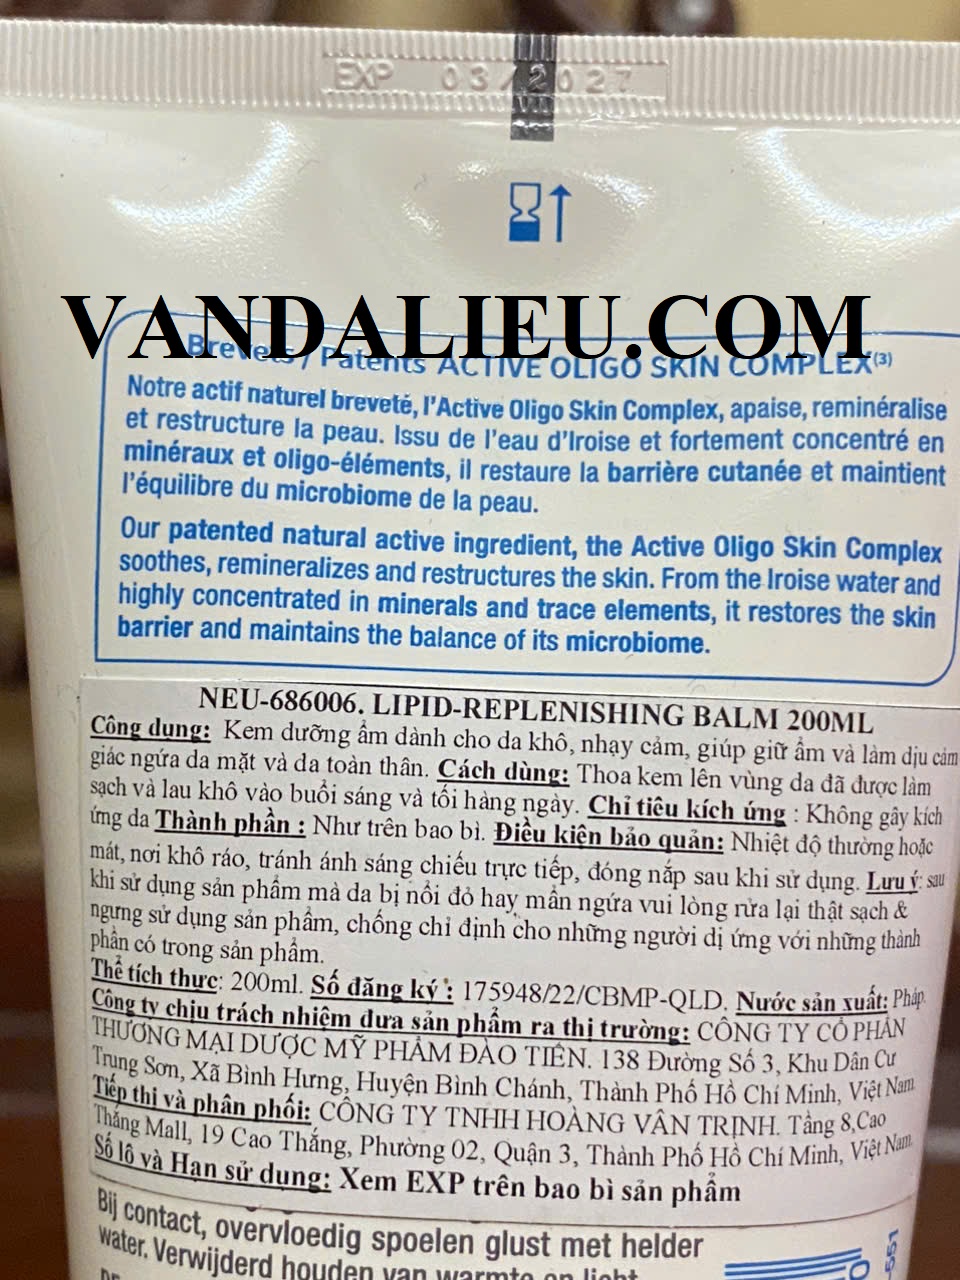 EXP 03/2027
VANDALIEU.COM
Brevets / Patents ACTIVE OLIGO SKIN COMPLEX(3)
Notre actif naturel breveté, l'Active Oligo Skin Complex, apaise, reminéralise
et restructure la peau. Issu de l'eau d'Iroise et fortement concentré en
minéraux et oligo-éléments, il restaure la barrière cutanée et maintient
l'équilibre du microbiome de la peau.
Our patented natural active ingredient, the Active Oligo Skin Complex
soothes, remineralizes and restructures the skin. From the Iroise water and
highly concentrated in minerals and trace elements, it restores the skin
barrier and maintains the balance of its microbiome.
NEU-686006. LIPID-REPLENISHING BALM 200ML
Công dụng: Kem dưỡng ẩm dành cho da khô, nhạy cảm, giúp giữ ẩm và làm dịu cảm
giác ngứa da mặt và da toàn thân. Cách dùng: Thoa kem lên vùng da đã được làm
sạch và lau khô vào buổi sáng và tối hàng ngày. Chỉ tiêu kích ứng : Không gây kích
ứng da Thành phần : Như trên bao bì. Điều kiện bảo quản: Nhiệt độ thường hoặc
mát, nơi khô ráo, tránh ánh sáng chiếu trực tiếp, đóng nắp sau khi sử dụng. Lưu ý: sau
khi sử dụng sản phẩm mà da bị nổi đỏ hay mẩn ngứa vui lòng rửa lại thật sạch &
ngưng sử dụng sản phẩm, chống chỉ định cho những người dị ứng với những thành
phần có trong sản phẩm.
Thể tích thực: 200ml. Số đăng ký : 175948/22/CBMP-QLD. Nước sản xuất: Pháp.
Công ty chịu trách nhiệm đưa sản phẩm ra thị trường: CÔNG TY CỔ PHẦN
THƯƠNG MẠI DƯỢC MỸ PHẨM ĐÀO TIÊN. 138 Đường Số 3, Khu Dân Cư
Trung Sơn, Xã Bình Hưng, Huyện Bình Chánh, Thành Phố Hồ Chí Minh, Việt Nam
Tiếp thị và phân phối: CÔNG TY TNHH HOÀNG VÂN TRỊNH. Tầng 8,Cao
Thắng Mall, 19 Cao Thắng, Phường 02, Quận 3, Thành Phố Hồ Chí Minh, Việt Nam.
Số lô và Hạn sử dụng: Xem EXP trên bao bì sản phẩm
Bij contact, overvloedig spoelen glust met helder
water. Verwijderd houden van warmte en licht
551